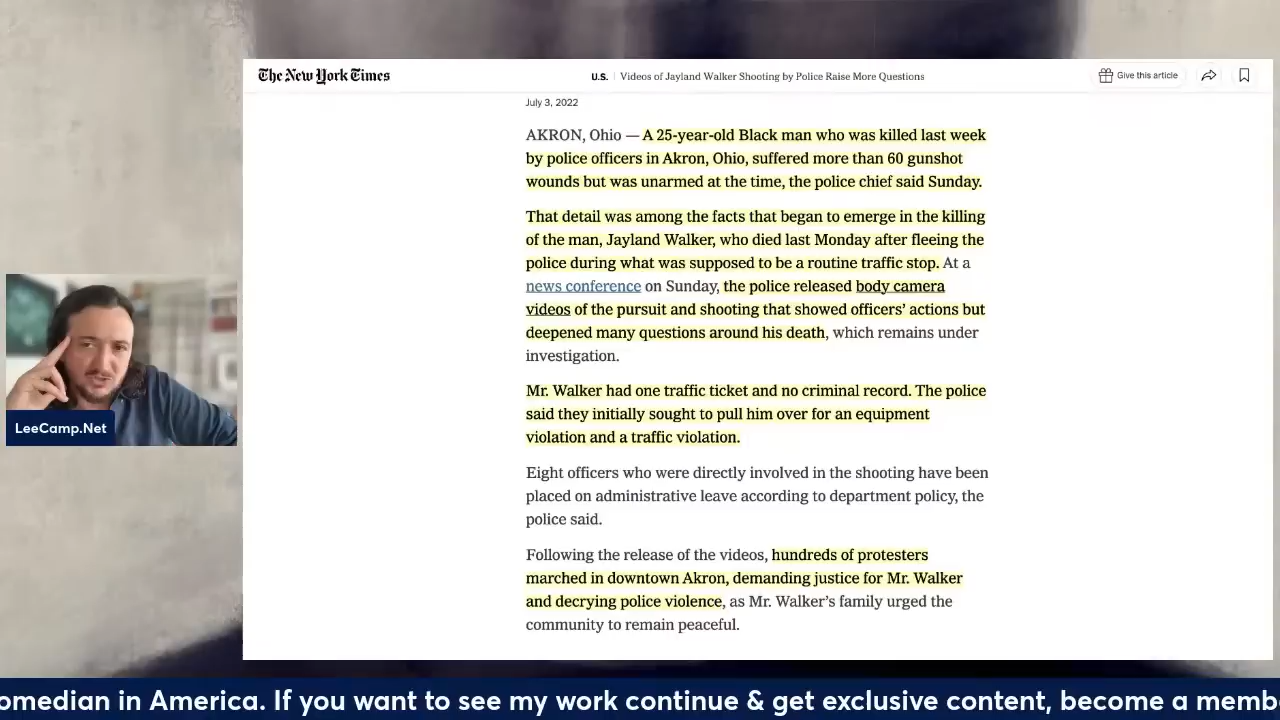 The New York Times
U.S. | Videos of Jayland Walker Shooting by Police Raise More Questions
Give this article
July 3, 2022
AKRON, Ohio — A 25-year-old Black man who was killed last week
by police officers in Akron, Ohio, suffered more than 60 gunshot
wounds but was unarmed at the time, the police chief said Sunday.
That detail was among the facts that began to emerge in the killing
of the man, Jayland Walker, who died last Monday after fleeing the
police during what was supposed to be a routine traffic stop. At a
news conference on Sunday, the police released body camera
videos of the pursuit and shooting that showed officers’ actions but
deepened many questions around his death, which remains under
investigation.
Mr. Walker had one traffic ticket and no criminal record. The police
said they initially sought to pull him over for an equipment
violation and a traffic violation.
Eight officers who were directly involved in the shooting have been
placed on administrative leave according to department policy, the
police said.
Following the release of the videos, hundreds of protesters
marched in downtown Akron, demanding justice for Mr. Walker
and decrying police violence, as Mr. Walker’s family urged the
community to remain peaceful.
LeeCamp.Net
omedian in America. If you want to see my work continue & get exclusive content, become a memb